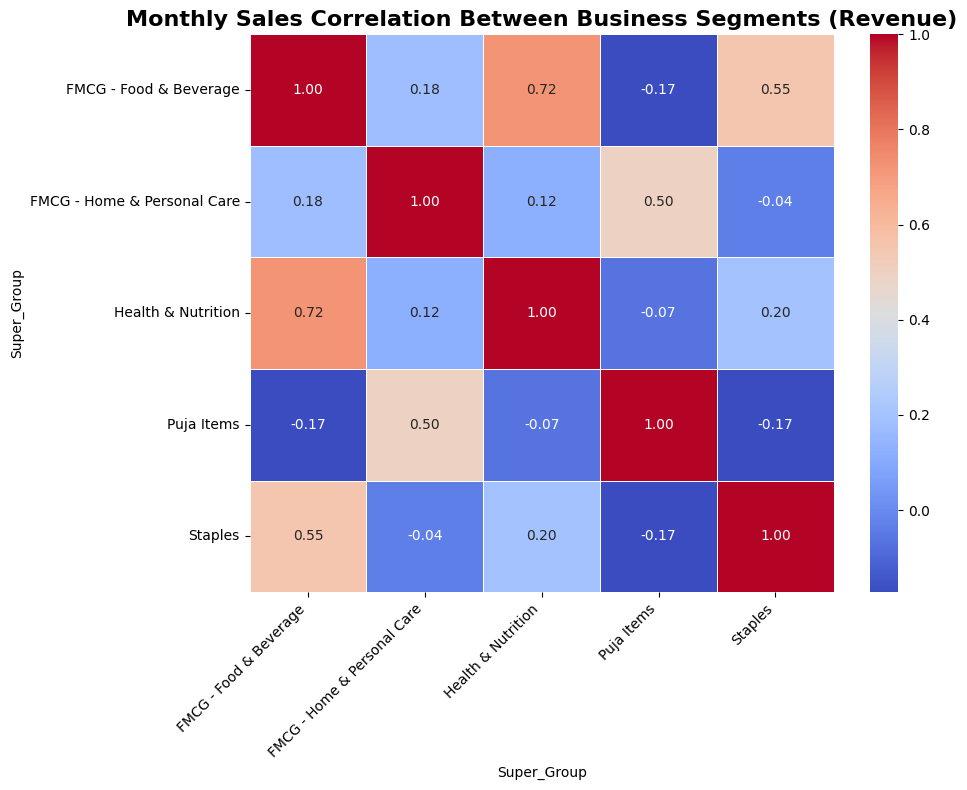 Monthly Sales Correlation Between Business Segments (Revenue)
FMCG - Food & Beverage
1.00
0.18
0.72
-0.17
0.55
FMCG - Home & Personal Care
0.18
1.00
0.12
0.50
-0.04
Health & Nutrition
0.72
0.12
1.00
-0.07
0.20
Puja Items
-0.17
0.50
-0.07
1.00
-0.17
Staples
0.55
-0.04
0.20
-0.17
1.00
Super_Group
FMCG - Food & Beverage
FMCG - Home & Personal Care
Health & Nutrition
Puja Items
Staples
Super_Group
1.0
0.8
0.6
0.4
0.2
0.0